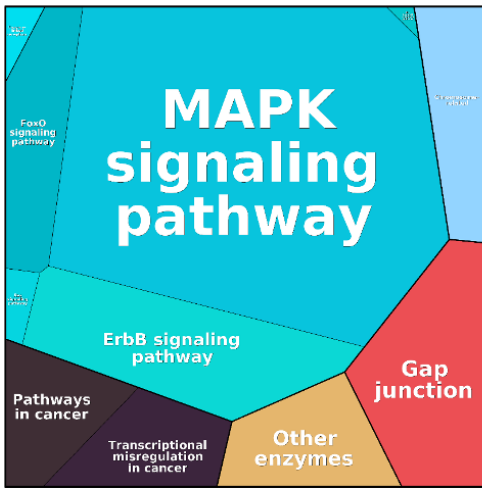 MAPK
signaling
pathway
FoxO
signaling
pathway
ErbB signaling
pathway
Gap
junction
Pathways
in cancer
Transcriptional
misregulation
in cancer
Other
enzymes